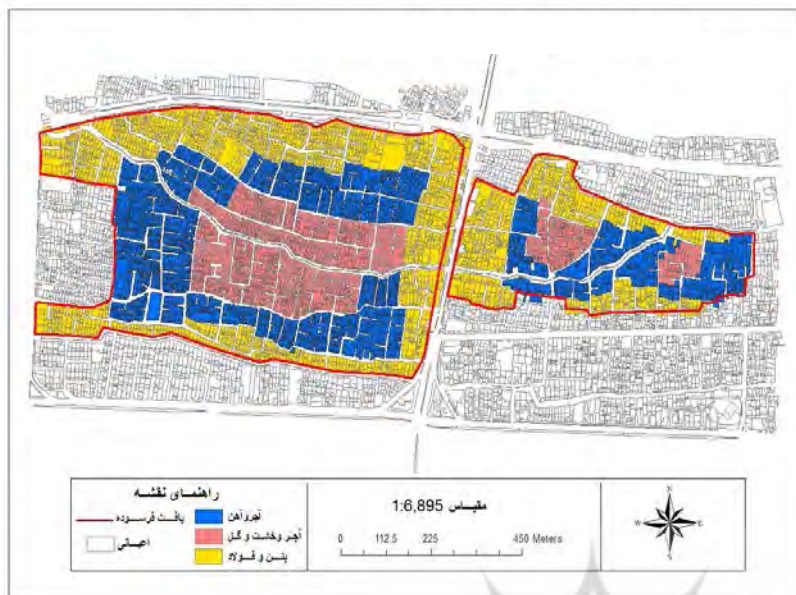 راهنمای نقشه
آجر و آهن
بافت فرسوده
آجر وخشت و گل
اعیانی
بتن و فولاد
مقیاس 1:6,895
0 112.5 225 450 Meters
N
W E
S